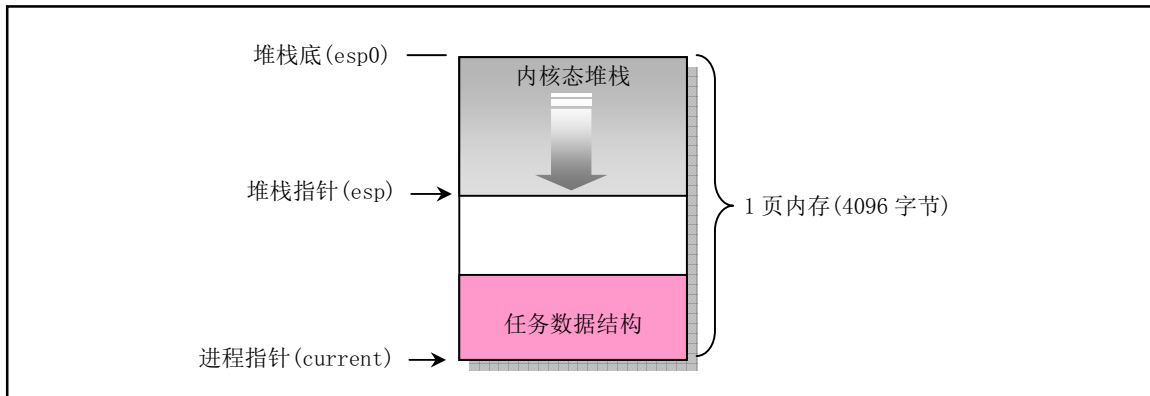 堆栈底(esp0)
内核态堆栈
堆栈指针(esp)
1 页内存(4096 字节)
任务数据结构
进程指针(current)